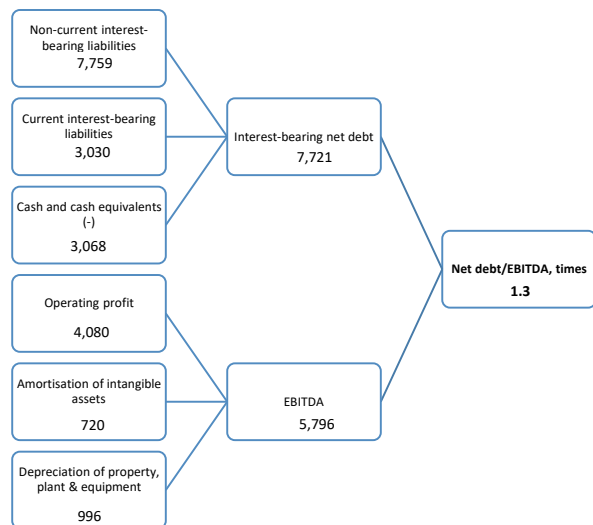 Non-current interest-
bearing liabilities
7,759
Current interest-bearing
liabilities
3,030
Cash and cash equivalents
(-)
3,068
Interest-bearing net debt
7,721
Operating profit
4,080
Amortisation of intangible
assets
720
Depreciation of property,
plant & equipment
996
EBITDA
5,796
Net debt/EBITDA, times
1.3